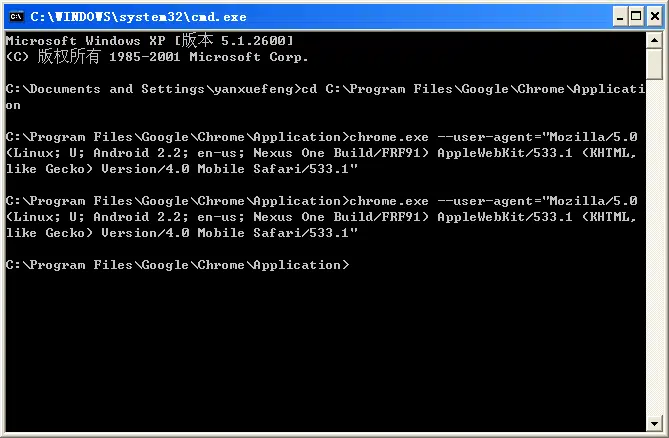 C:\WINDOWS\system32\cmd.exe
Microsoft Windows XP [版本 5.1.2600]
(C) 版权所有 1985-2001 Microsoft Corp.
C:\Documents and Settings\yanxuefeng>cd C:\Program Files\Google\Chrome\Applicati
on
C:\Program Files\Google\Chrome\Application>chrome.exe --user-agent="Mozilla/5.0
(Linux; U; Android 2.2; en-us; Nexus One Build/FRF91) AppleWebKit/533.1 (KHTML,
like Gecko) Version/4.0 Mobile Safari/533.1"
C:\Program Files\Google\Chrome\Application>chrome.exe --user-agent="Mozilla/5.0
(Linux; U; Android 2.2; en-us; Nexus One Build/FRF91) AppleWebKit/533.1 (KHTML,
like Gecko) Version/4.0 Mobile Safari/533.1"
C:\Program Files\Google\Chrome\Application>